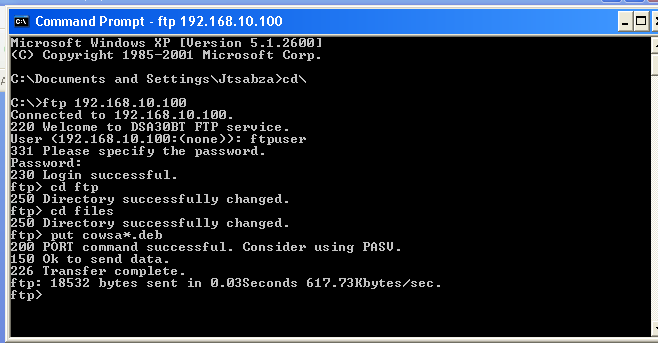 Command Prompt - ftp 192.168.10.100
Microsoft Windows XP [Version 5.1.2600]
(C) Copyright 1985-2001 Microsoft Corp.
C:\Documents and Settings\Jtsabza>cd\
C:\>ftp 192.168.10.100
Connected to 192.168.10.100.
220 Welcome to DSA30BT FTP service.
User (192.168.10.100:(none)): ftpuser
331 Please specify the password.
Password:
230 Login successful.
ftp> cd ftp
250 Directory successfully changed.
ftp> cd files
250 Directory successfully changed.
ftp> put cowsa*.deb
200 PORT command successful. Consider using PASV.
150 Ok to send data.
226 Transfer complete.
ftp: 18532 bytes sent in 0.03Seconds 617.73Kbytes/sec.
ftp>